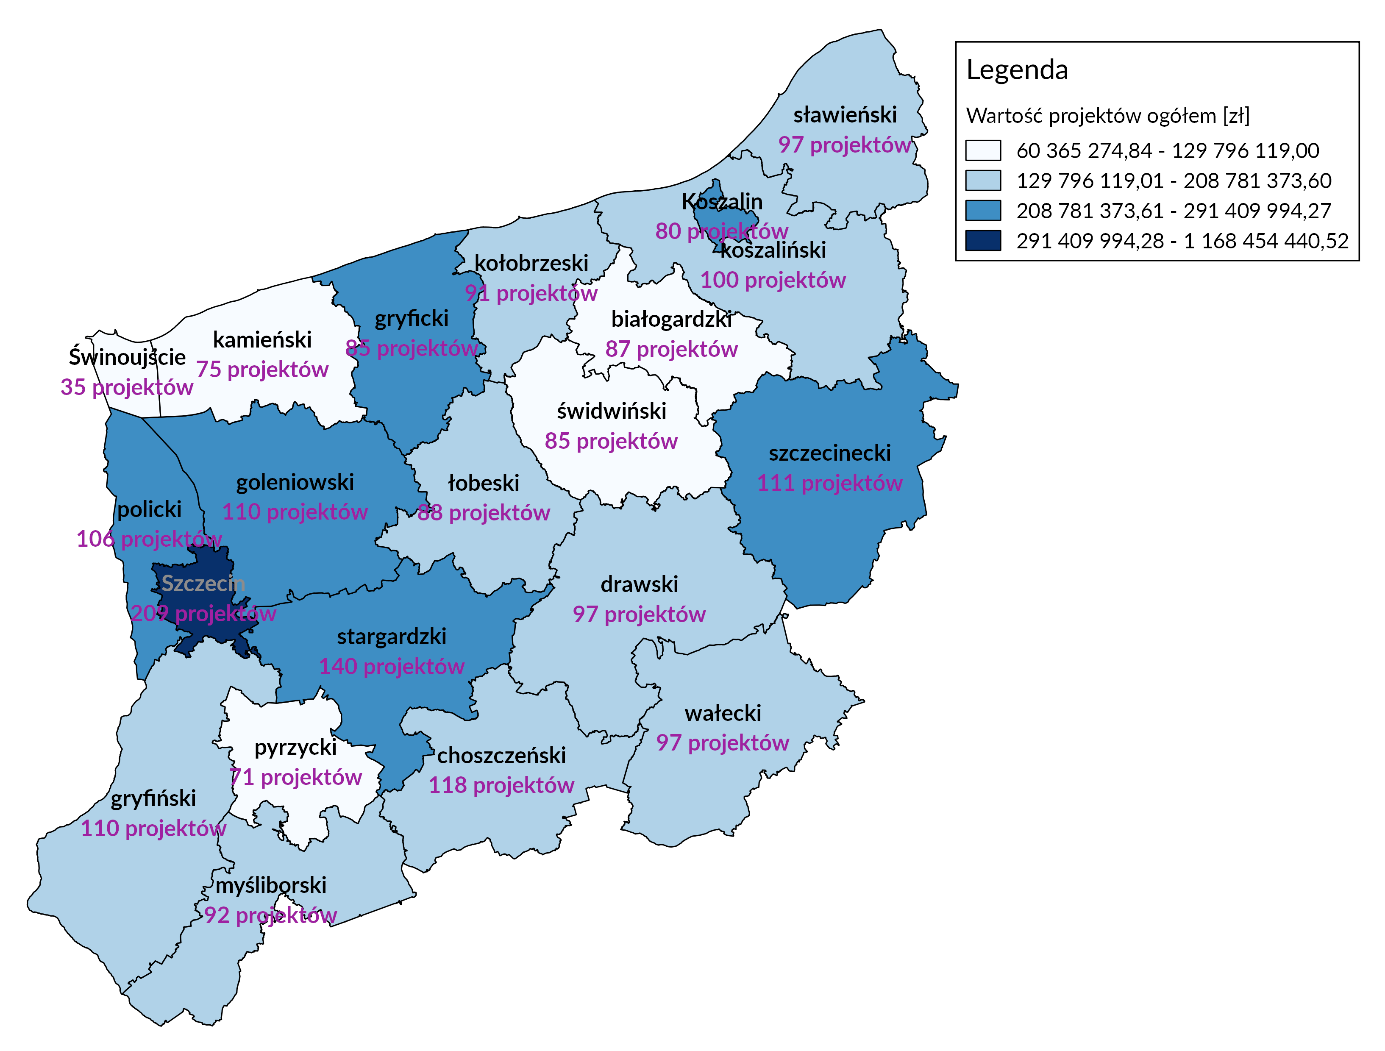 Legenda
Wartość projektów ogółem [zł]
60 365 274,84 - 129 796 119,00
129 796 119,01 - 208 781 373,60
208 781 373,61 - 291 409 994,27
291 409 994,28 - 1 168 454 440,52
sławieński
97 projektów
Koszalin
80 projektów
koszaliński
100 projektów
kołobrzeski
91 projektów
białogardzki
87 projektów
gryficki
85 projektów
kamieński
75 projektów
Świnoujście
35 projektów
świdwiński
85 projektów
szczecinecki
111 projektów
goleniowski
110 projektów
łobeski
88 projektów
policki
106 projektów
Szczecin
209 projektów
drawski
97 projektów
stargardzki
140 projektów
wałecki
97 projektów
pyrzycki
71 projektów
choszczeński
118 projektów
gryfiński
110 projektów
myśliborski
92 projektów